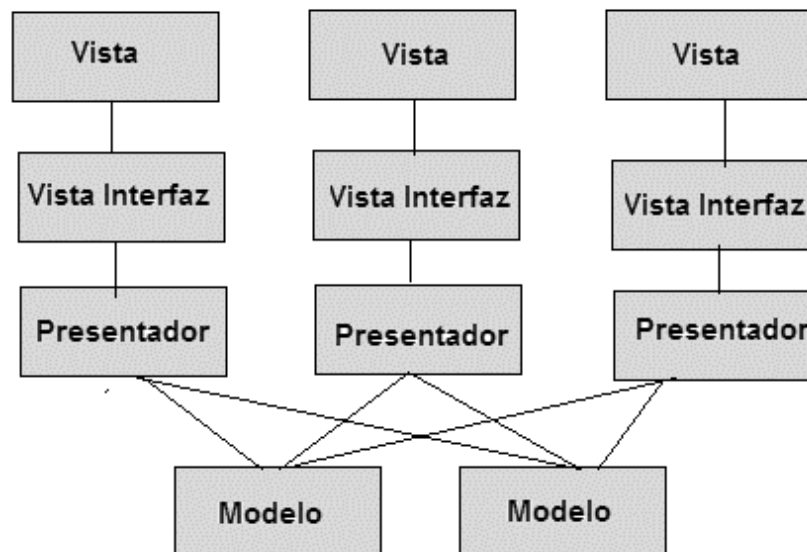 Vista
Vista
Vista
Vista Interfaz
Vista Interfaz
Vista Interfaz
Presentador
Presentador
Presentador
Modelo
Modelo